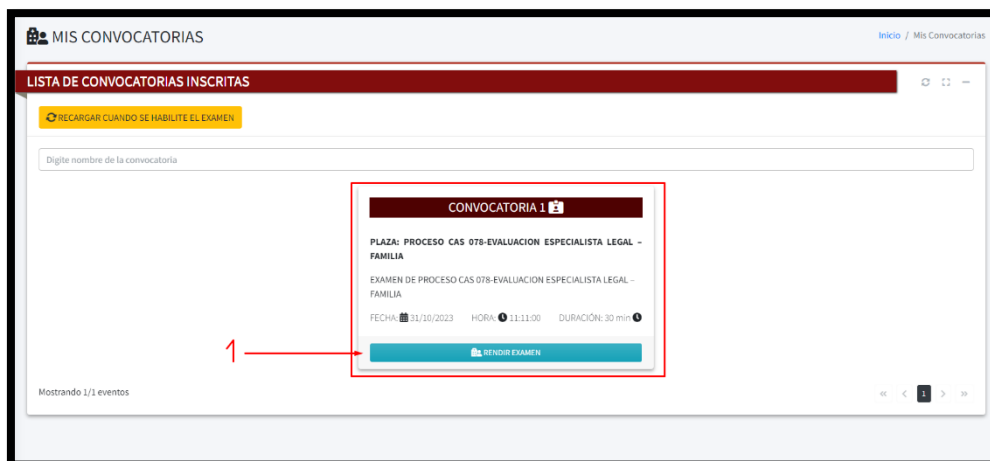 MIS CONVOCATORIAS
Inicio / Mis Convocatorias
LISTA DE CONVOCATORIAS INSCRITAS
RECARGAR CUANDO SE HABILITE EL EXAMEN
Digite nombre de la convocatoria
CONVOCATORIA 1
PLAZA: PROCESO CAS 078-EVALUACION ESPECIALISTA LEGAL –
FAMILIA
EXAMEN DE PROCESO CAS 078-EVALUACION ESPECIALISTA LEGAL –
FAMILIA
FECHA: 31/10/2023 HORA: 11:11:00 DURACIÓN: 30 min
1
RENDIR EXAMEN
Mostrando 1/1 eventos
« < 1 > »